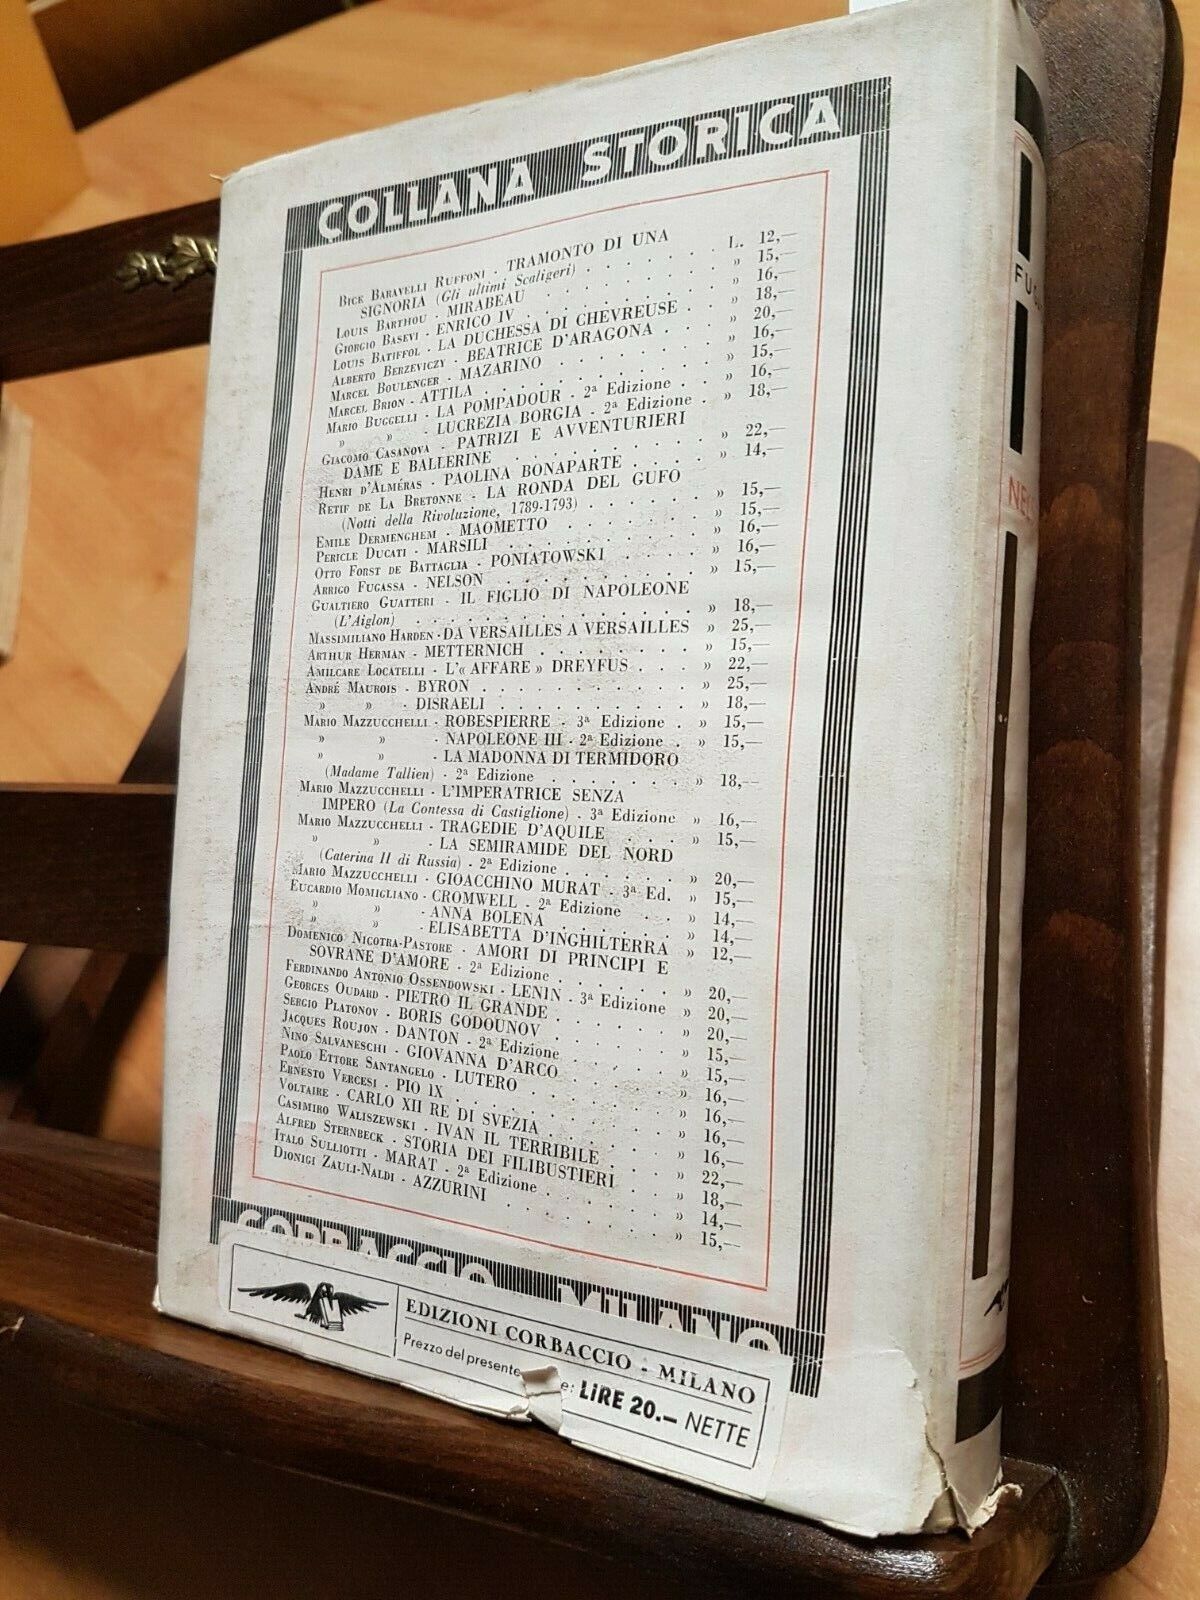 COLLANA STORICA
BICE BARAVELLI RUFFONI - TRAMONTO DI UNA
SIGNORIA (Gli ultimi Scaligeri) . . . . . . L. 12,—
LOUIS BARTHOU - MIRABEAU . . . . . . » 15,—
GIORGIO BASEVI - ENRICO IV . . . . . . » 16,—
LOUIS BATIFFOL - LA DUCHESSA DI CHEVREUSE . » 18,—
ALBERTO BERZEVICZY - BEATRICE D'ARAGONA . . . » 20,—
MARCEL BOULENGER - MAZARINO . . . . . . » 16,—
MARCEL BRION - ATTILA . . . . . . » 15,—
MARIO BUGGELLI - LA POMPADOUR - 2ª Edizione . . » 16,—
» » - LUCREZIA BORGIA - 2ª Edizione . » 18,—
GIACOMO CASANOVA - PATRIZI E AVVENTURIERI
DAME E BALLERINE . . . . . . » 22,—
HENRI D'ALMÉRAS - PAOLINA BONAPARTE . . . . » 14,—
RETIF DE LA BRETONNE - LA RONDA DEL GUFO
(Notti della Rivoluzione, 1789-1793) . . . . . » 15,—
EMILE DERMENGHEM - MAOMETTO . . . . . . » 15,—
PERICLE DUCATI - MARSILI . . . . . . » 16,—
OTTO FORST DE BATTAGLIA - PONIATOWSKI . . . . » 16,—
ARRIGO FUGASSA - NELSON . . . . . . » 15,—
GUALTIERO GUATTERI - IL FIGLIO DI NAPOLEONE
(L'Aiglon) . . . . . . » 18,—
MASSIMILIANO HARDEN - DA VERSAILLES A VERSAILLES » 25,—
ARTHUR HERMAN - METTERNICH . . . . . . » 15,—
AMILCARE LOCATELLI - L'« AFFARE » DREYFUS . . . » 22,—
ANDRÉ MAUROIS - BYRON . . . . . . » 25,—
» » - DISRAELI . . . . . . » 18,—
MARIO MAZZUCCHELLI - ROBESPIERRE - 3ª Edizione . » 15,—
» » - NAPOLEONE III - 2ª Edizione . » 15,—
» » - LA MADONNA DI TERMIDORO
(Madame Tallien) - 2ª Edizione . . . . . . » 18,—
MARIO MAZZUCCHELLI - L'IMPERATRICE SENZA
IMPERO (La Contessa di Castiglione) - 3ª Edizione » 16,—
MARIO MAZZUCCHELLI - TRAGEDIE D'AQUILE . . . » 15,—
» » - LA SEMIRAMIDE DEL NORD
(Caterina II di Russia) - 2ª Edizione . . . . . . » 20,—
MARIO MAZZUCCHELLI - GIOACCHINO MURAT - 3ª Ed. » 15,—
EUCARDIO MOMIGLIANO - CROMWELL - 2ª Edizione . . » 14,—
» » - ANNA BOLENA . . . . . . » 14,—
» » - ELISABETTA D'INGHILTERRA » 12,—
DOMENICO NICOTRA-PASTORE - AMORI DI PRINCIPI E
SOVRANE D'AMORE - 2ª Edizione . . . . . . » 20,—
FERDINANDO ANTONIO OSSENDOWSKI - LENIN - 3ª Edizione » 20,—
GEORGES OUDARD - PIETRO IL GRANDE . . . . . . » 20,—
SERGIO PLATONOV - BORIS GODOUNOV . . . . . . » 15,—
JACQUES ROUJON - DANTON - 2ª Edizione . . . . . » 15,—
NINO SALVANESCHI - GIOVANNA D'ARCO . . . . . » 16,—
PAOLO ETTORE SANTANGELO - LUTERO . . . . . . » 16,—
ERNESTO VERCESI - PIO IX . . . . . . » 16,—
VOLTAIRE - CARLO XII RE DI SVEZIA . . . . . . » 16,—
CASIMIRO WALISZEWSKI - IVAN IL TERRIBILE . . . . » 22,—
ALFRED STERNBECK - STORIA DEI FILIBUSTIERI . . » 18,—
ITALO SULLIOTTI - MARAT - 2ª Edizione . . . . . . » 14,—
DIONIGI ZAULI-NALDI - AZZURINI . . . . . . » 15,—
CORBACCIO MILANO
EDIZIONI CORBACCIO - MILANO
Prezzo del presente e: LIRE 20.— NETTE
FU
NEL